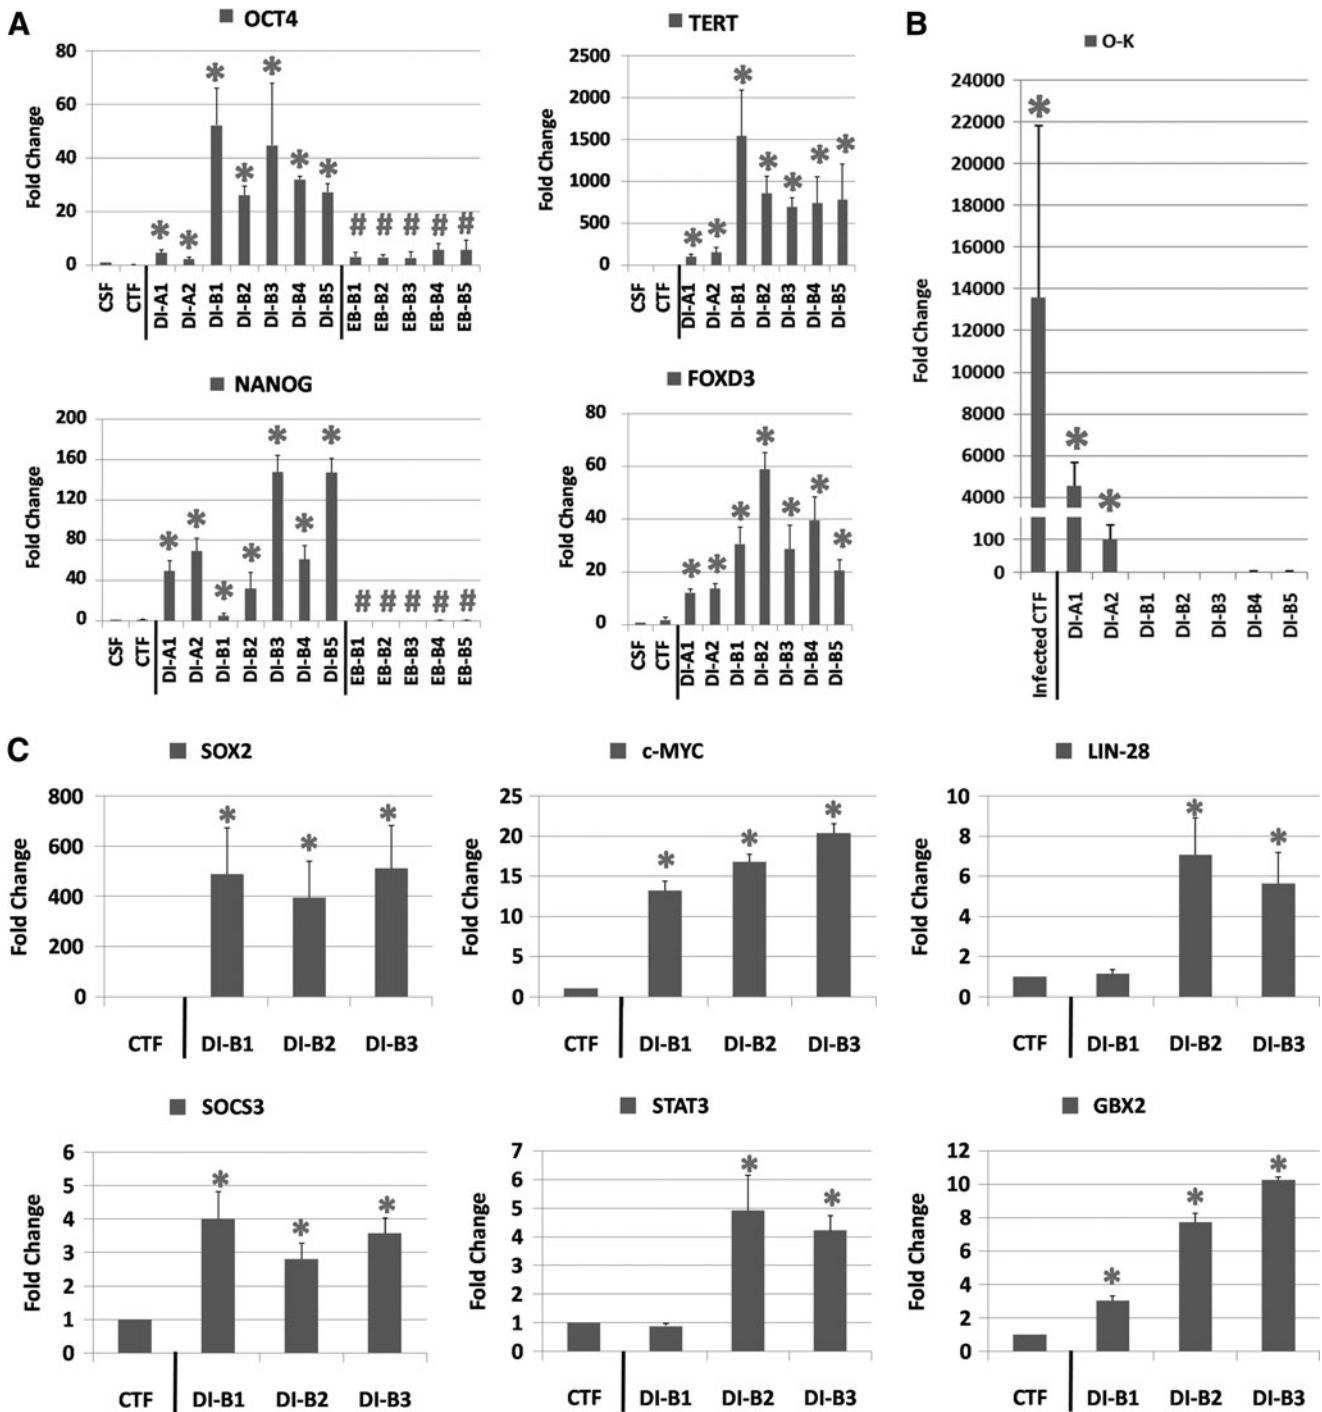 A
OCT4
Fold Change
80
60
40
20
0
CSF
CTF
DI-A1
DI-A2
DI-B1
DI-B2
DI-B3
DI-B4
DI-B5
EB-B1
EB-B2
EB-B3
EB-B4
EB-B5
* * * * * * * # # # # #
TERT
Fold Change
2500
2000
1500
1000
500
0
CSF
CTF
DI-A1
DI-A2
DI-B1
DI-B2
DI-B3
DI-B4
DI-B5
* * * * * * *
NANOG
Fold Change
200
160
120
80
40
0
CSF
CTF
DI-A1
DI-A2
DI-B1
DI-B2
DI-B3
DI-B4
DI-B5
EB-B1
EB-B2
EB-B3
EB-B4
EB-B5
* * * * * * * # # # # #
FOXD3
Fold Change
80
60
40
20
0
CSF
CTF
DI-A1
DI-A2
DI-B1
DI-B2
DI-B3
DI-B4
DI-B5
* * * * * * *
B
O-K
Fold Change
24000
22000
20000
18000
16000
14000
12000
10000
8000
6000
4000
100
0
Infected CTF
DI-A1
DI-A2
DI-B1
DI-B2
DI-B3
DI-B4
DI-B5
* * *
C
SOX2
Fold Change
800
600
400
200
0
CTF DI-B1 DI-B2 DI-B3
* * *
c-MYC
Fold Change
25
20
15
10
5
0
CTF DI-B1 DI-B2 DI-B3
* * *
LIN-28
Fold Change
10
8
6
4
2
0
CTF DI-B1 DI-B2 DI-B3
* *
SOCS3
Fold Change
6
5
4
3
2
1
0
CTF DI-B1 DI-B2 DI-B3
* * *
STAT3
Fold Change
7
6
5
4
3
2
1
0
CTF DI-B1 DI-B2 DI-B3
* *
GBX2
Fold Change
12
10
8
6
4
2
0
CTF DI-B1 DI-B2 DI-B3
* * *